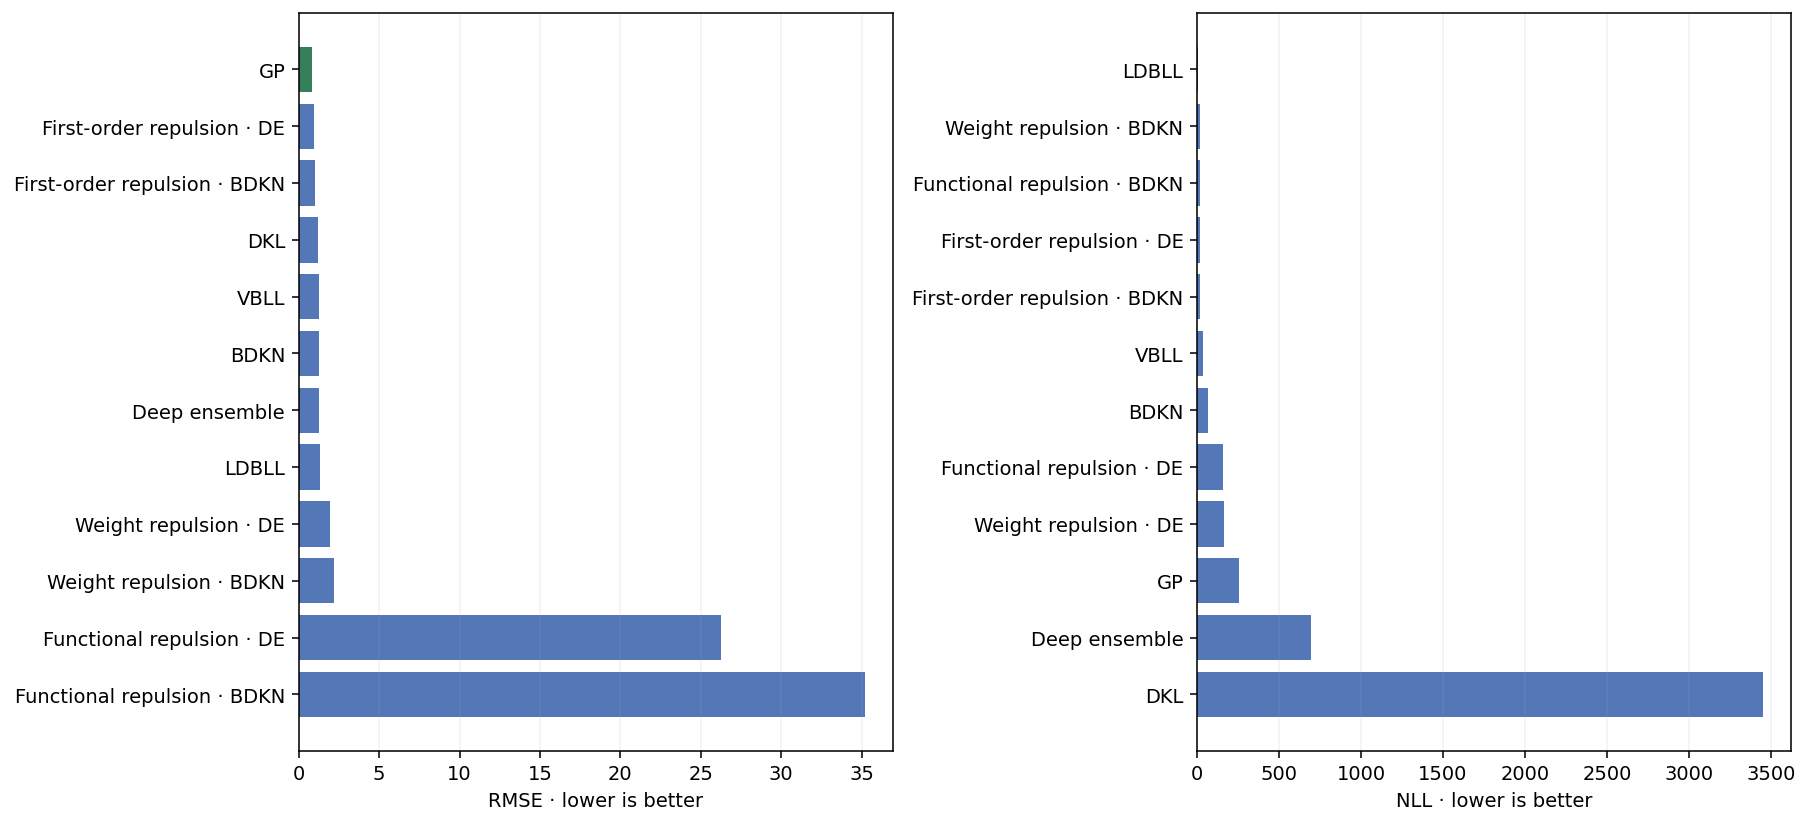 GP
First-order repulsion · DE
First-order repulsion · BDKN
DKL
VBLL
BDKN
Deep ensemble
LDBLL
Weight repulsion · DE
Weight repulsion · BDKN
Functional repulsion · DE
Functional repulsion · BDKN
0 5 10 15 20 25 30 35
RMSE · lower is better
LDBLL
Weight repulsion · BDKN
Functional repulsion · BDKN
First-order repulsion · DE
First-order repulsion · BDKN
VBLL
BDKN
Functional repulsion · DE
Weight repulsion · DE
GP
Deep ensemble
DKL
0 500 1000 1500 2000 2500 3000 3500
NLL · lower is better